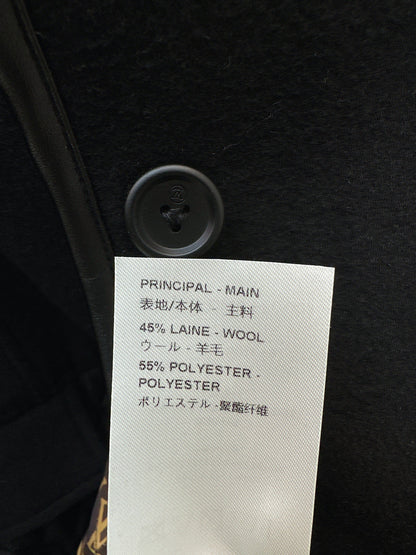 PRINCIPAL - MAIN
表地/本体 - 主料
45% LAINE - WOOL
ウール - 羊毛
55% POLYESTER -
POLYESTER
ポリエステル -聚酯纤维